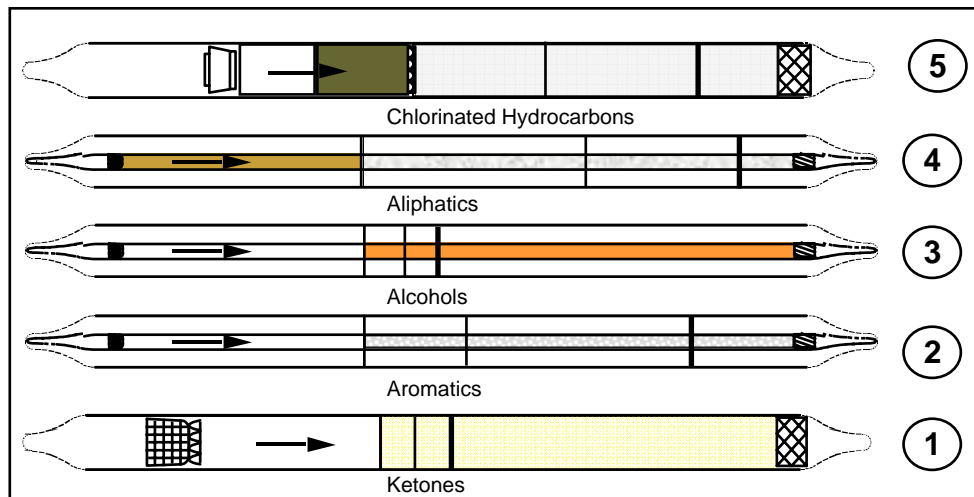 5
Chlorinated Hydrocarbons
4
Aliphatics
3
Alcohols
2
Aromatics
1
Ketones